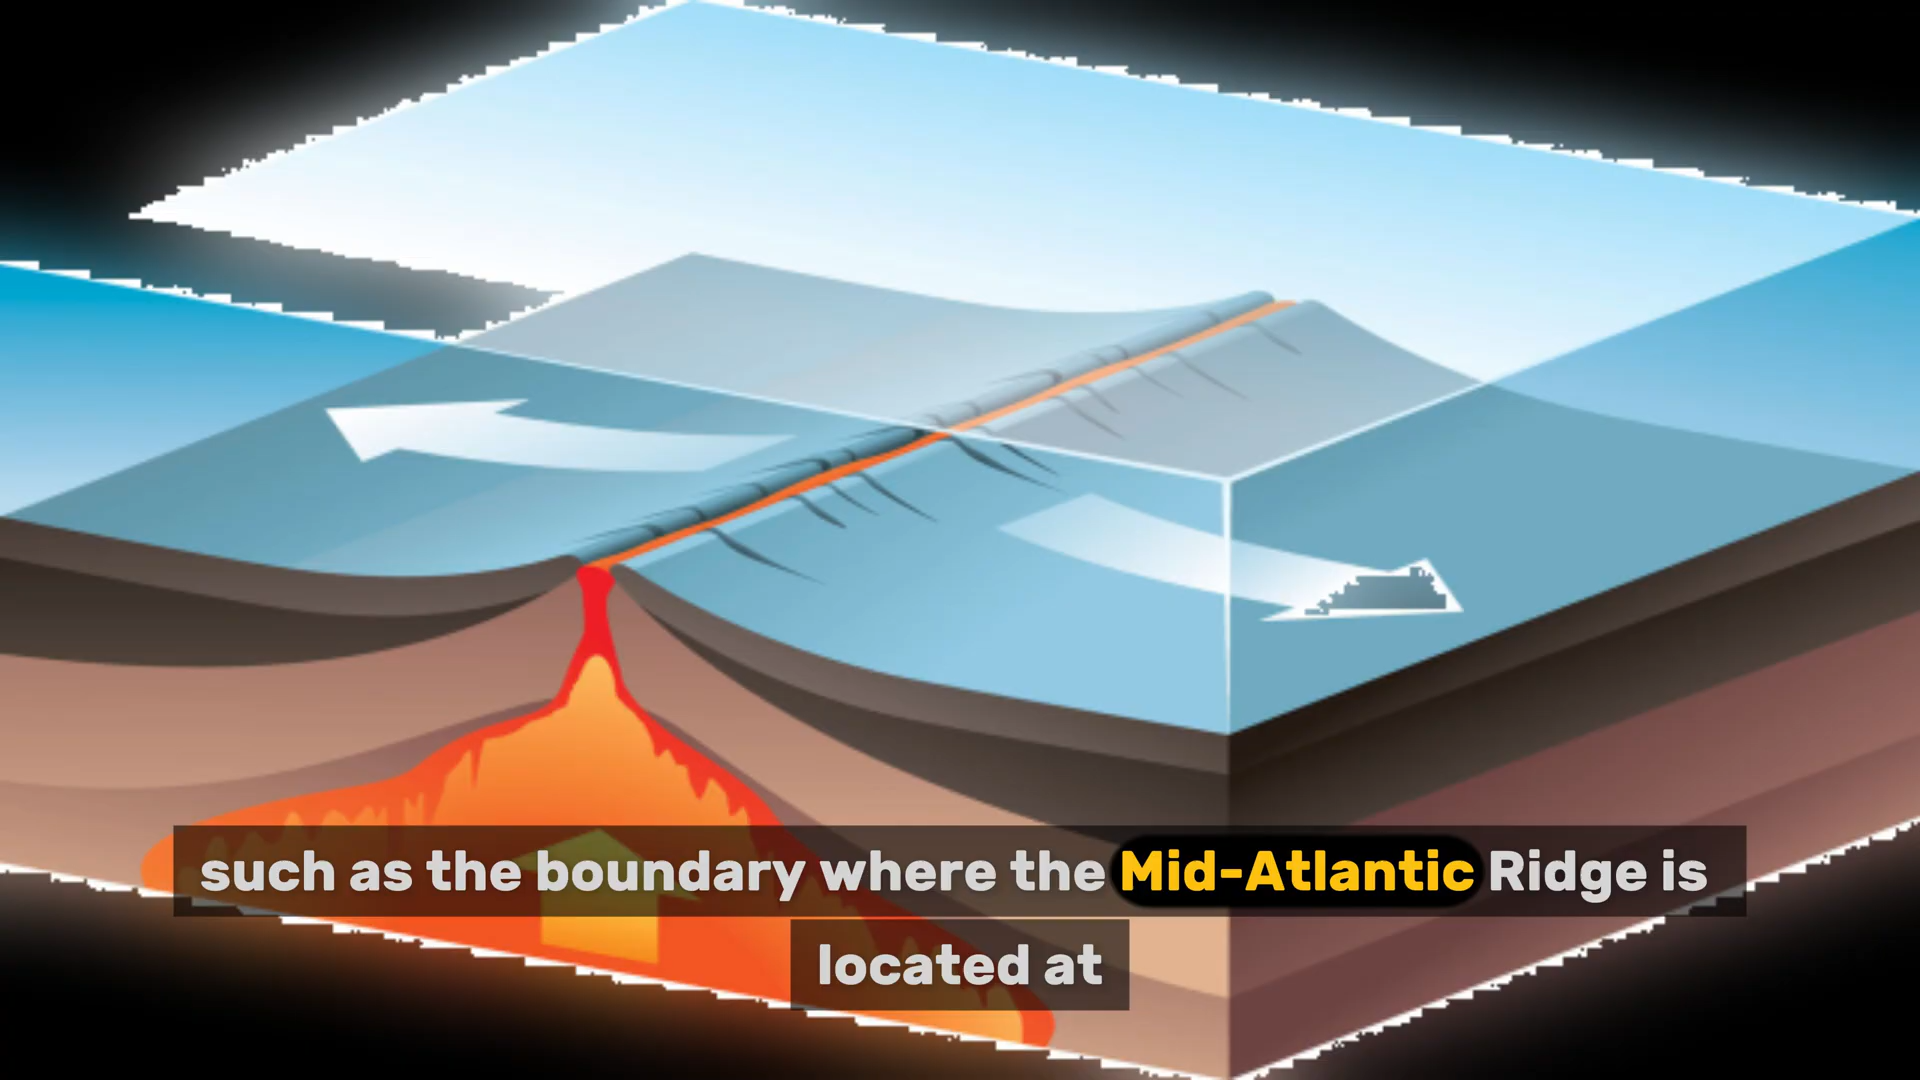 such as the boundary where the Mid-Atlantic Ridge is
located at